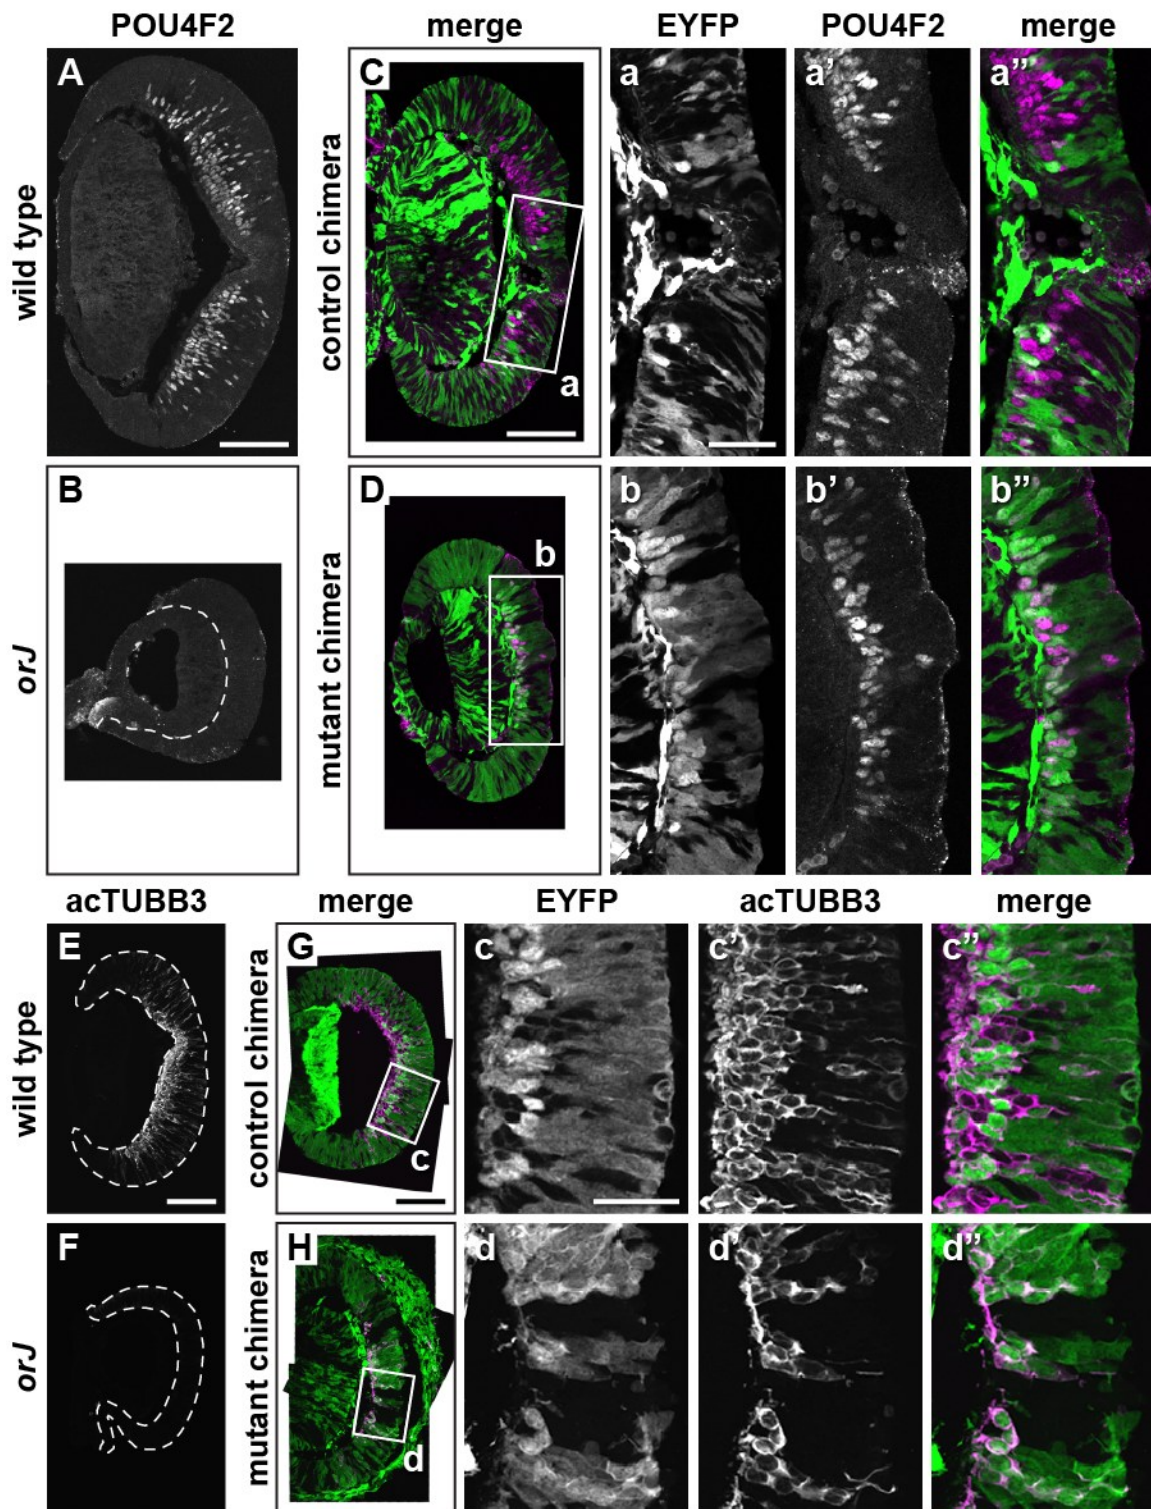 POU4F2 merge EYFP POU4F2 merge
wild type
control chimera
A
C
a
a
a’
a”
orJ
mutant chimera
B
D
b
b
b’
b”
acTUBB3 merge EYFP acTUBB3 merge
wild type
control chimera
E
G
c
c
c’
c”
orJ
mutant chimera
F
H
d
d
d’
d”